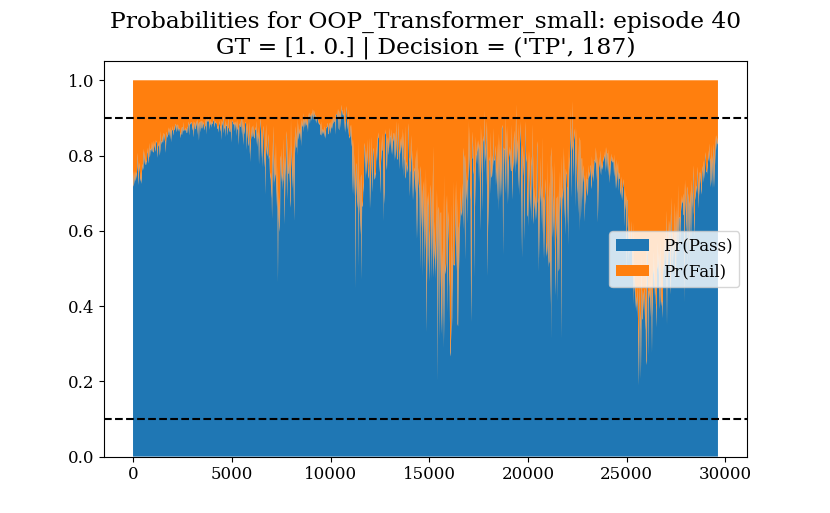 Probabilities for OOP_Transformer_small: episode 40
GT = [1. 0.] | Decision = ('TP', 187)
1.0
0.8
0.6
0.4
0.2
0.0
Pr(Pass)
Pr(Fail)
0 5000 10000 15000 20000 25000 30000